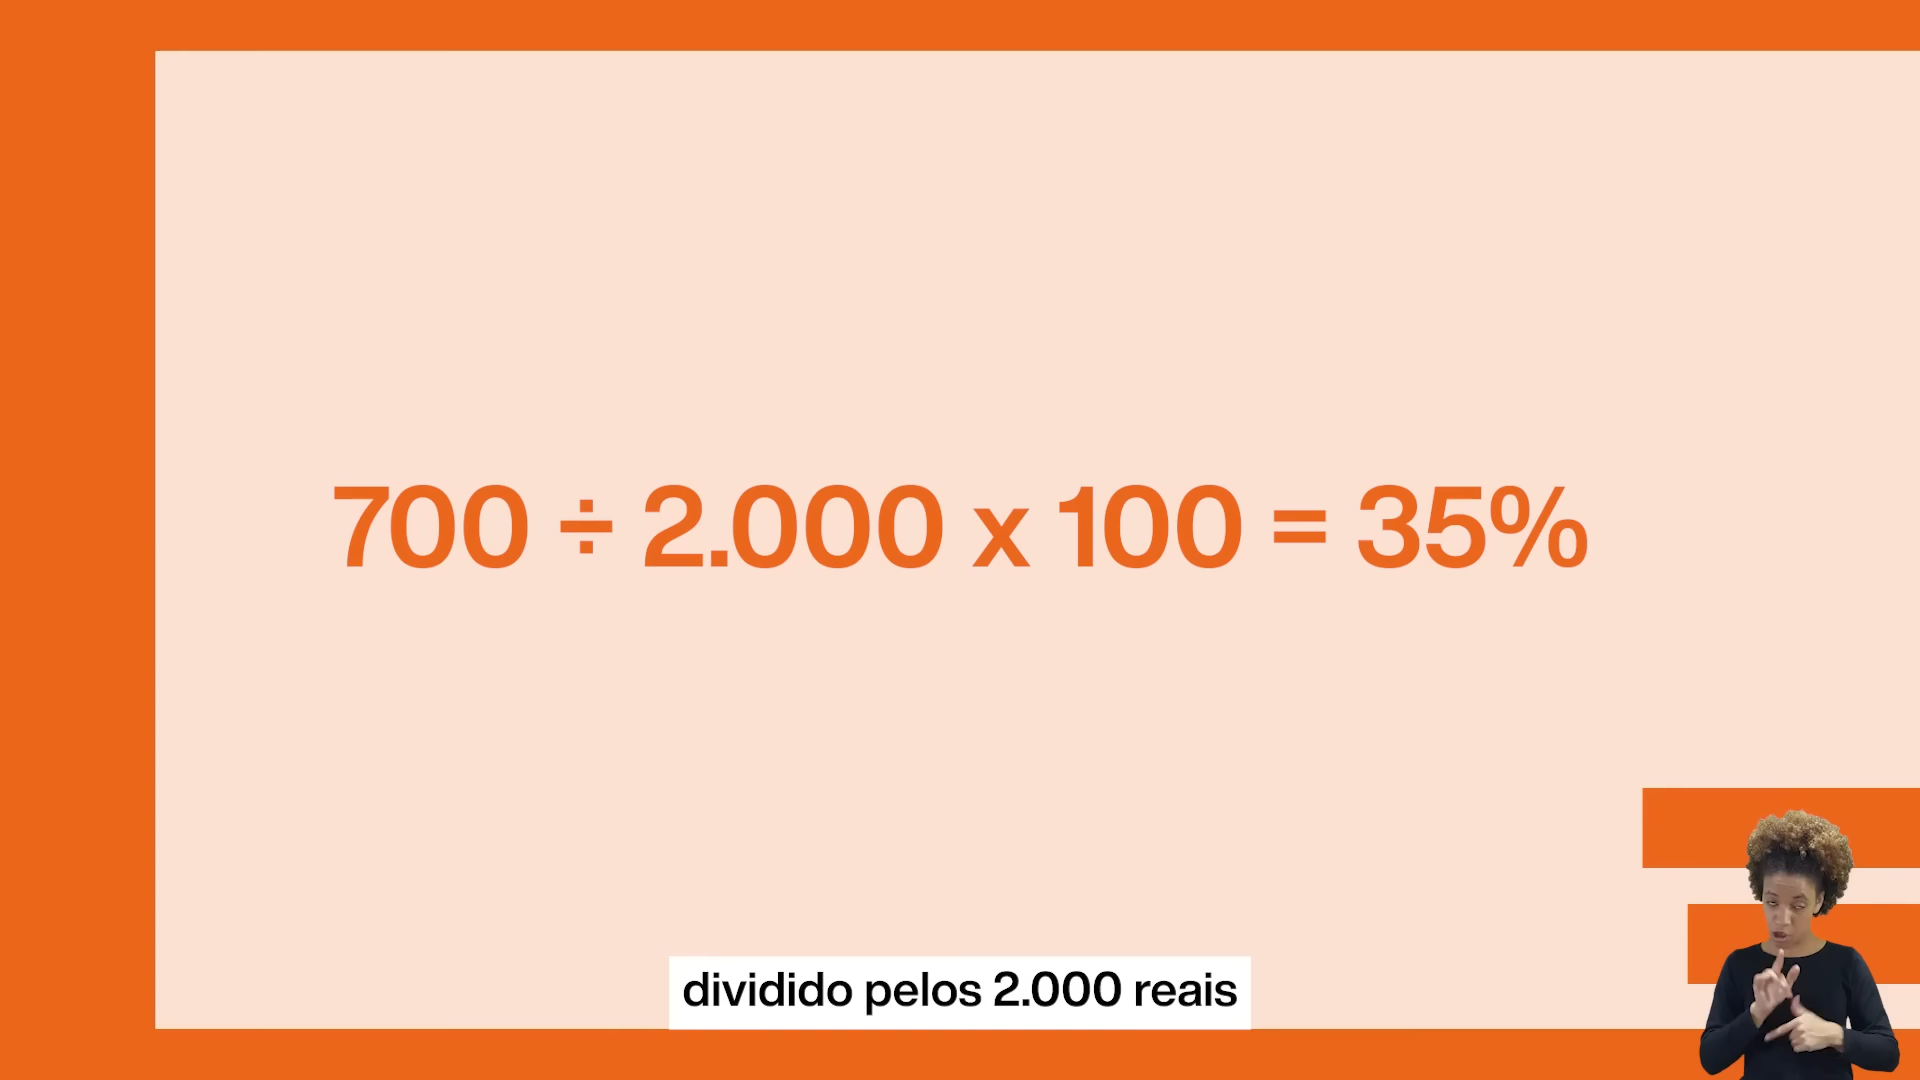 700 ÷ 2.000 x 100 = 35%
dividido pelos 2.000 reais